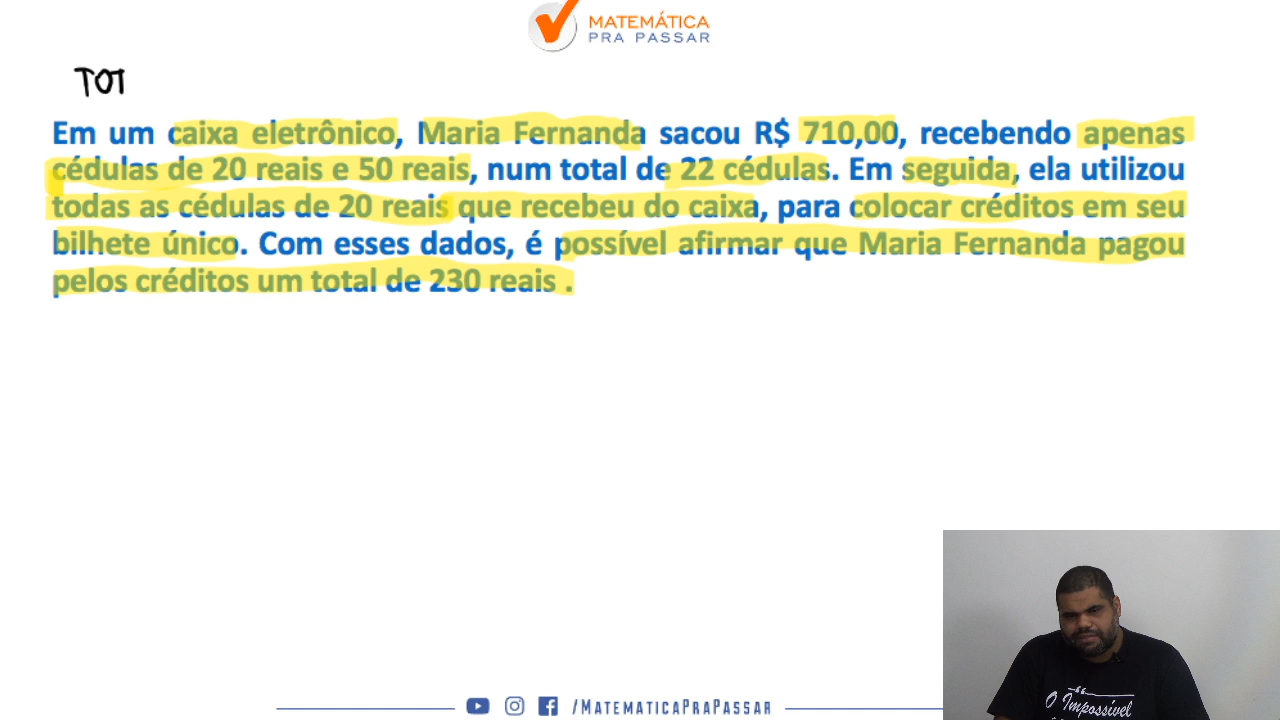 MATEMÁTICA
PRA PASSAR
TOT
Em um caixa eletrônico, Maria Fernanda sacou R$ 710,00, recebendo apenas
cédulas de 20 reais e 50 reais, num total de 22 cédulas. Em seguida, ela utilizou
todas as cédulas de 20 reais que recebeu do caixa, para colocar créditos em seu
bilhete único. Com esses dados, é possível afirmar que Maria Fernanda pagou
pelos créditos um total de 230 reais .
“ O Impossível
/MATEMATICAPRAPASSAR